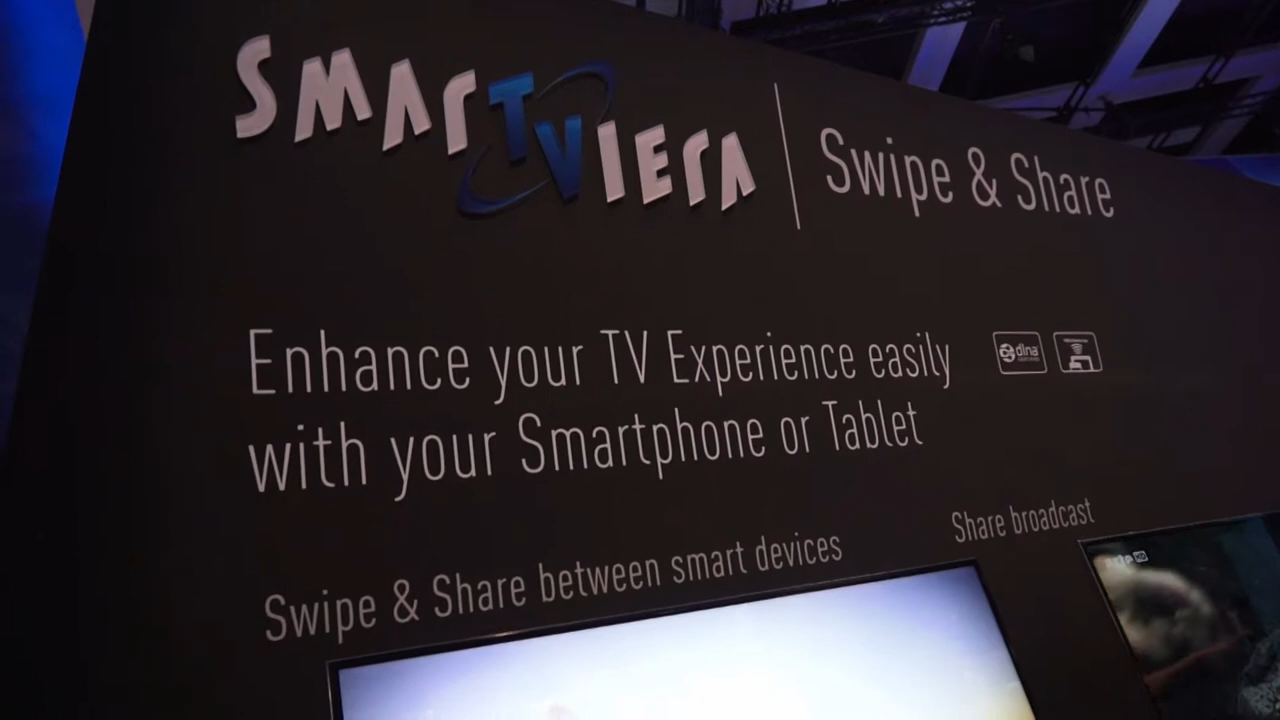 SMART VIERA | Swipe & Share
Enhance your TV Experience easily
with your Smartphone or Tablet
dlna
Share broadcast
Swipe & Share between smart devices